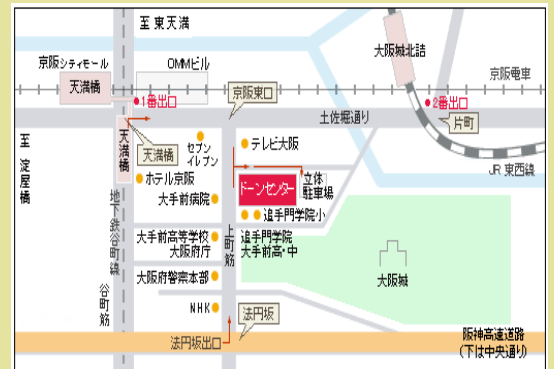 至東天満
京阪シティモール
天満橋
OMMビル
大阪城北詰
京阪電車
京阪東口
1番出口
2番出口
土佐堀通り
片町
至淀屋橋
天満橋
天満橋
セブン
イレブン
テレビ大阪
JR東西線
ホテル京阪
ドーンセンター
立体
駐車場
大手前病院
追手門学院小
地下鉄谷町線
上町筋
大手前高等学校
大阪府庁
追手門学院
大手前高・中
大阪城
大阪府警察本部
谷町筋
NHK
法円坂
法円坂出口
阪神高速道路
(下は中央通り)